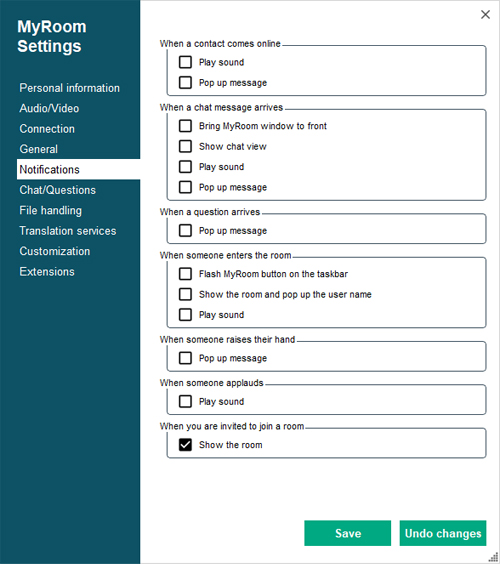 MyRoom
Settings
Personal information
Audio/Video
Connection
General
Notifications
Chat/Questions
File handling
Translation services
Customization
Extensions
When a contact comes online
Play sound
Pop up message
When a chat message arrives
Bring MyRoom window to front
Show chat view
Play sound
Pop up message
When a question arrives
Pop up message
When someone enters the room
Flash MyRoom button on the taskbar
Show the room and pop up the user name
Play sound
When someone raises their hand
Pop up message
When someone applauds
Play sound
When you are invited to join a room
Show the room
Save
Undo changes